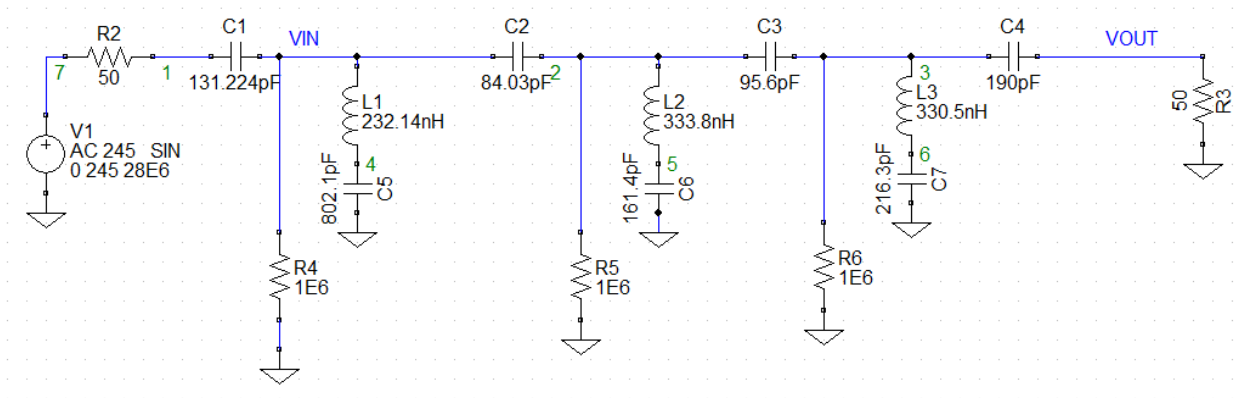 R2
50
7
1
C1
131.224pF
VIN
C2
84.03pF
2
C3
95.6pF
C4
190pF
VOUT
3
L1
232.14nH
L2
333.8nH
L3
330.5nH
50
R3
V1
AC 245 SIN
0 245 28E6
4
802.1pF
C5
5
161.4pF
C6
6
216.3pF
C7
R4
1E6
R5
1E6
R6
1E6